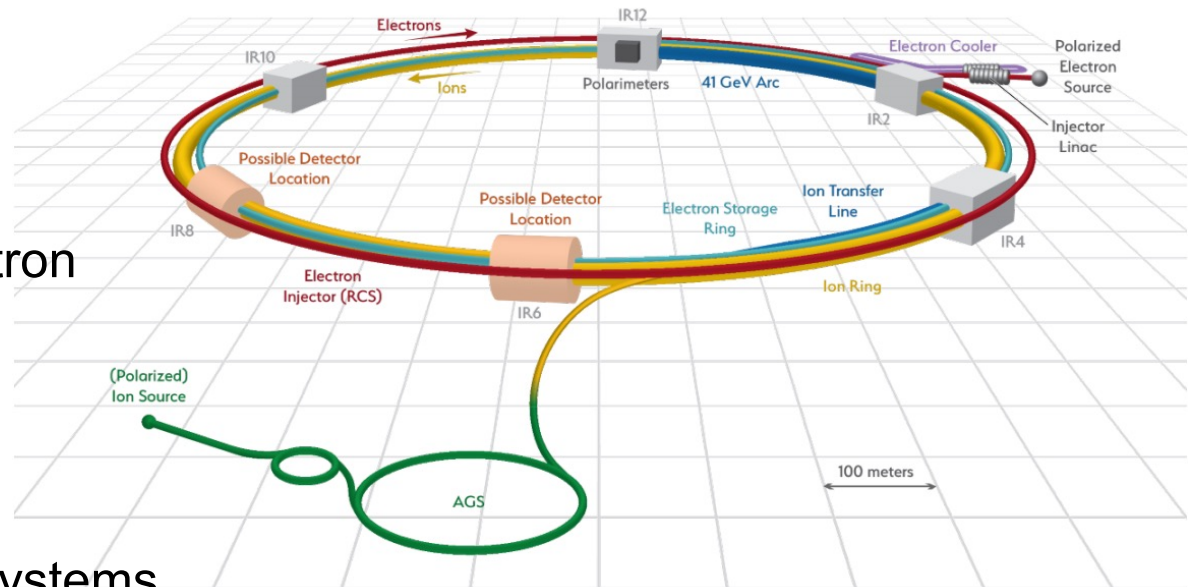 IR12
Electrons
IR10
Ions
Polarimeters
41 GeV Arc
Electron Cooler
Polarized
Electron
Source
IR2
Injector
Linac
Possible Detector
Location
Possible Detector
Location
Ion Transfer
Line
Electron Storage
Ring
IR8
IR4
tron
Electron
Injector (RCS)
Ion Ring
IR6
(Polarized)
Ion Source
100 meters
AGS
ystems